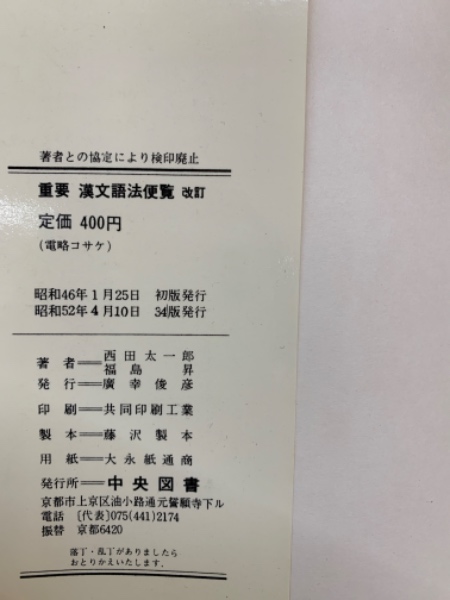 著者との協定により検印廃止
重要 漢文語法便覧 改訂
定価 400円
(電略コサケ)
昭和46年1月25日 初版発行
昭和52年4月10日 34版発行
著者══西田太一郎
福島昇
発行══廣幸俊彦
印刷══共同印刷工業
製本══藤沢製本
用紙══大永紙通商
発行所══中央図書
京都市上京区油小路通元誓願寺下ル
電話 〔代表〕075(441)2174
振替 京都6420
落丁・乱丁がありましたら
おとりかえいたします.